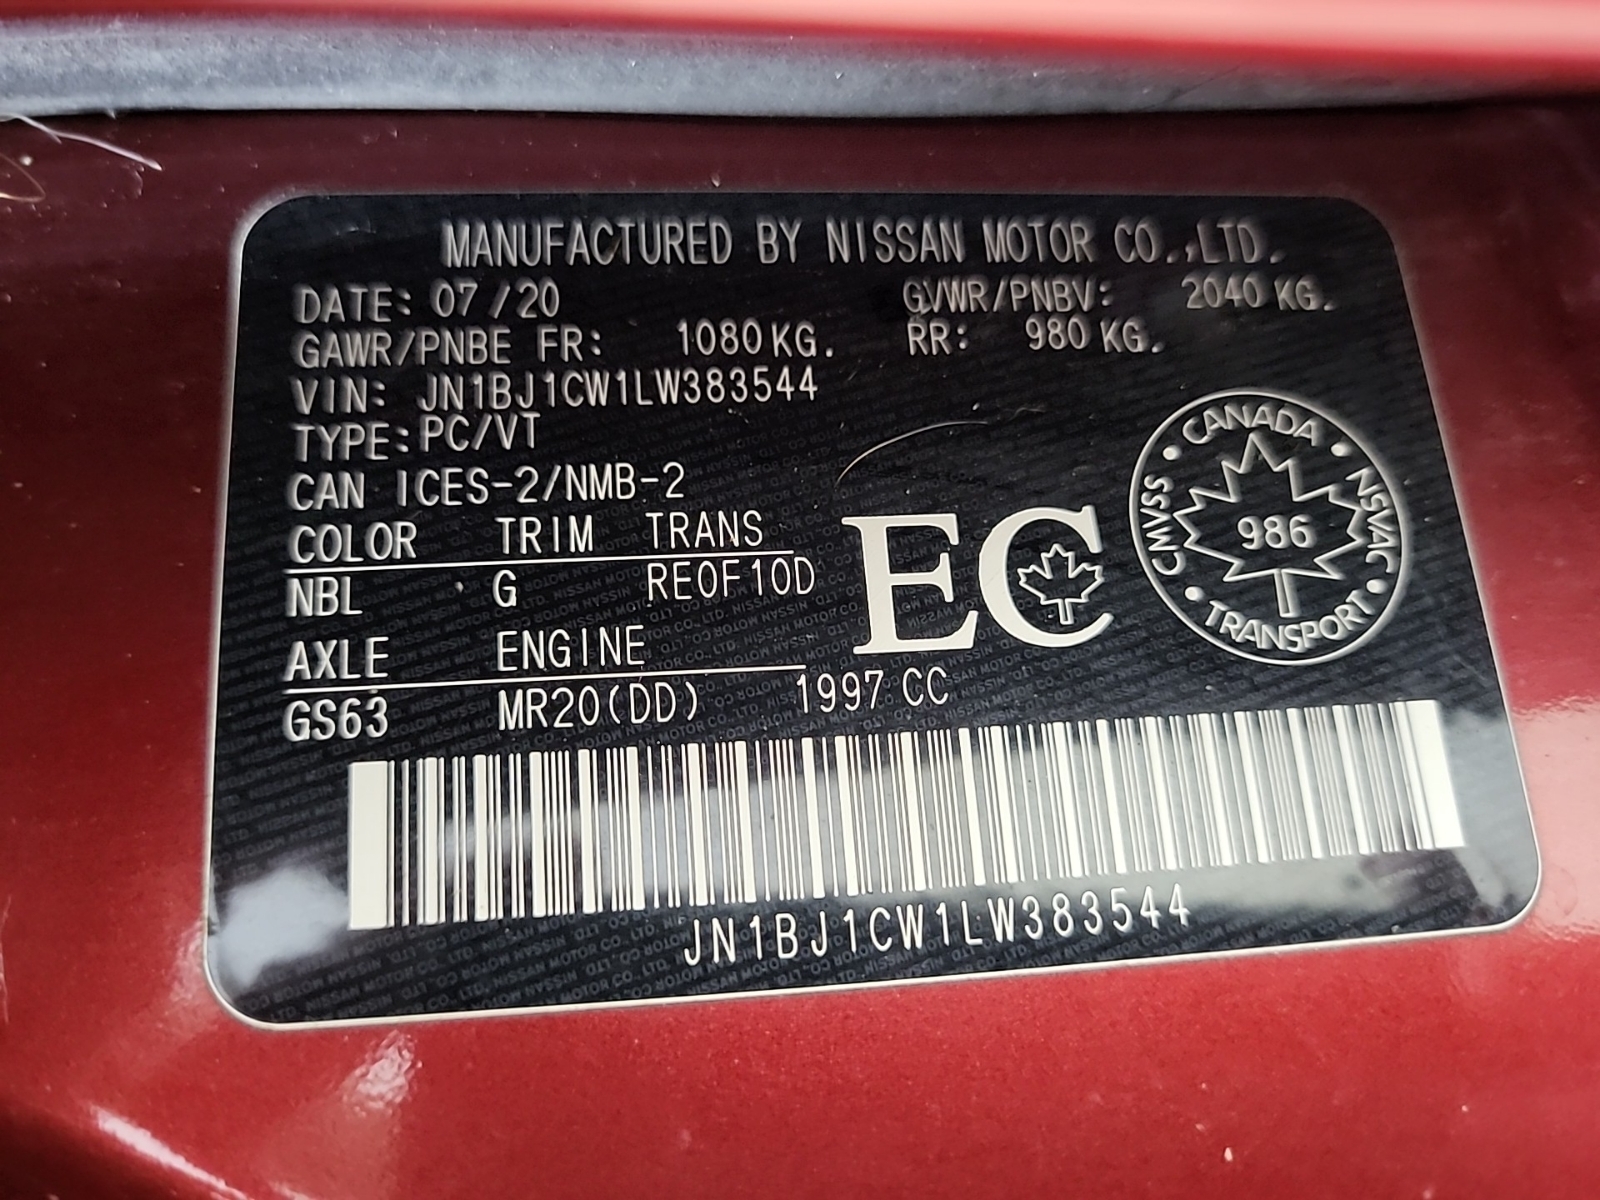 MANUFACTURED BY NISSAN MOTOR CO.,LTD.
DATE: 07/20 GVWR/PNBV: 2040 KG.
GAWR/PNBE FR: 1080 KG. RR: 980 KG.
VIN: JN1BJ1CW1LW383544
TYPE: PC/VT
CAN ICES-2/NMB-2
COLOR TRIM TRANS
NBL G RE0F10D
AXLE ENGINE
GS63 MR20(DD) 1997 CC
EC
CANADA
CMVSS 986 NSVAC
TRANSPORT
JN1BJ1CW1LW383544